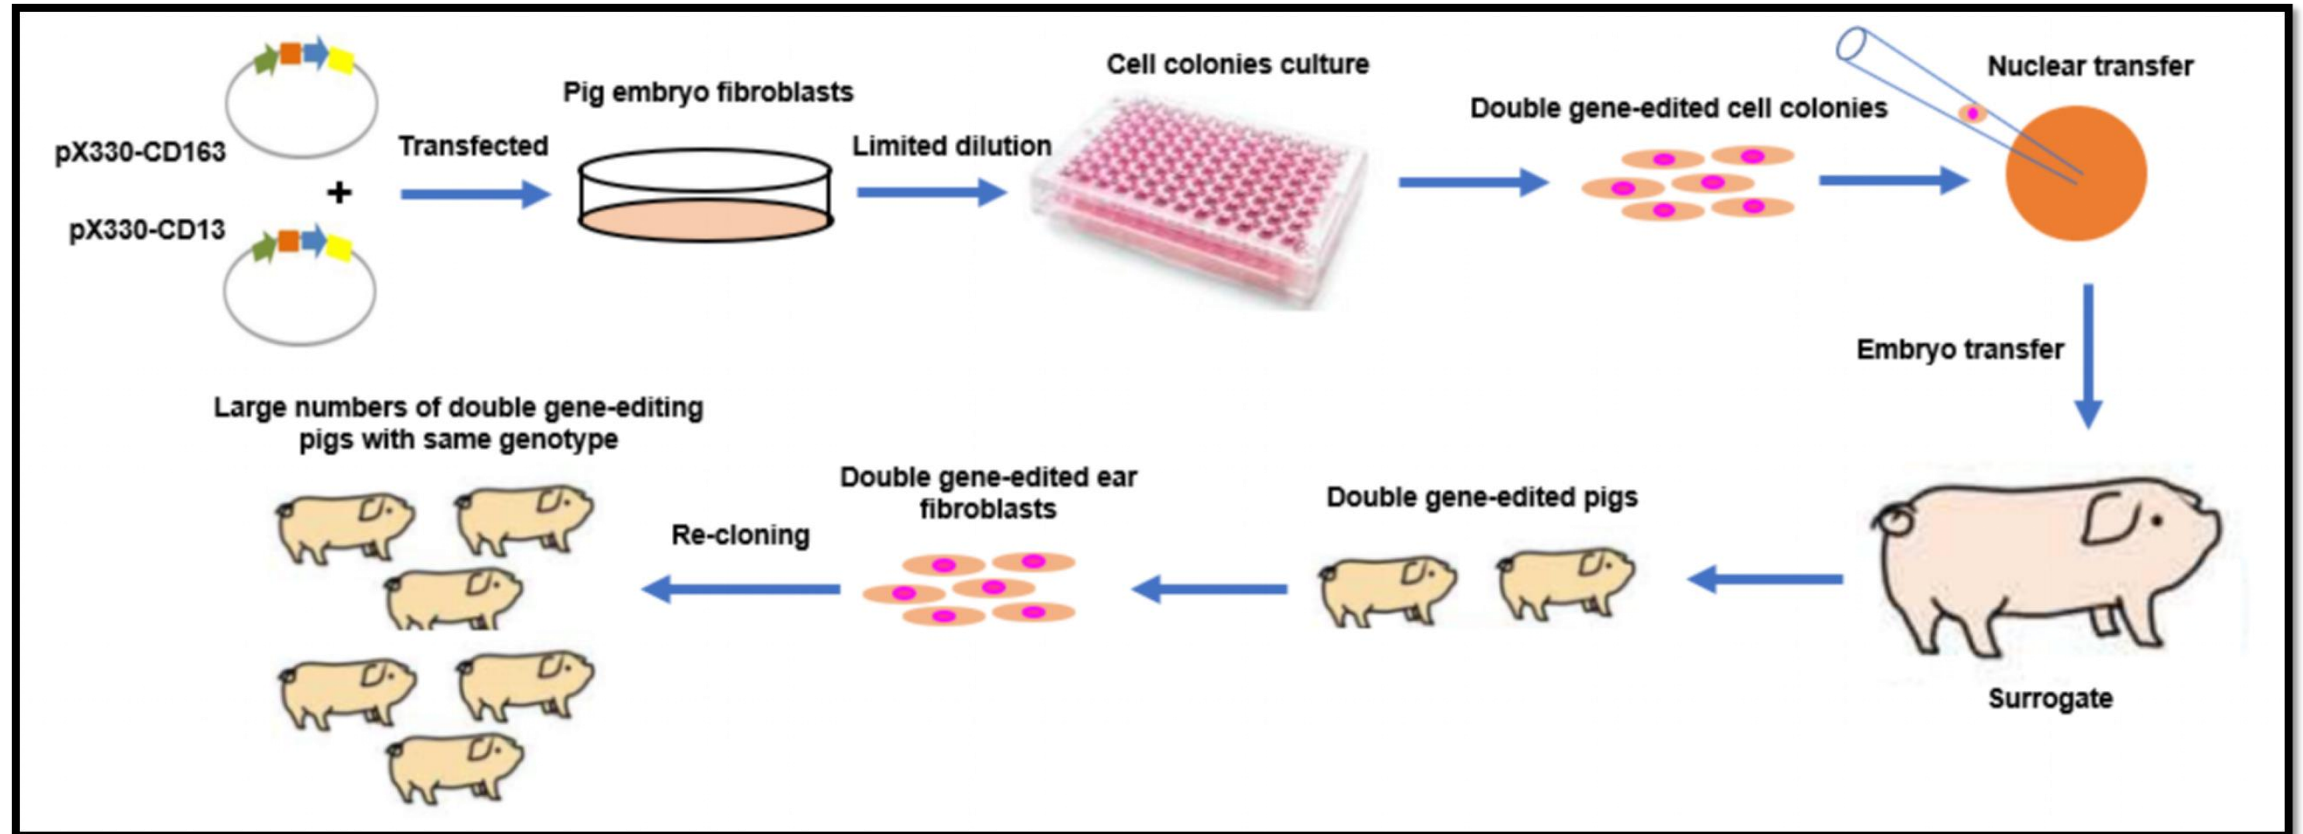 pX330-CD163
+
pX330-CD13
Transfected
Pig embryo fibroblasts
Limited dilution
Cell colonies culture
Double gene-edited cell colonies
Nuclear transfer
Embryo transfer
Surrogate
Double gene-edited pigs
Double gene-edited ear
fibroblasts
Re-cloning
Large numbers of double gene-editing
pigs with same genotype